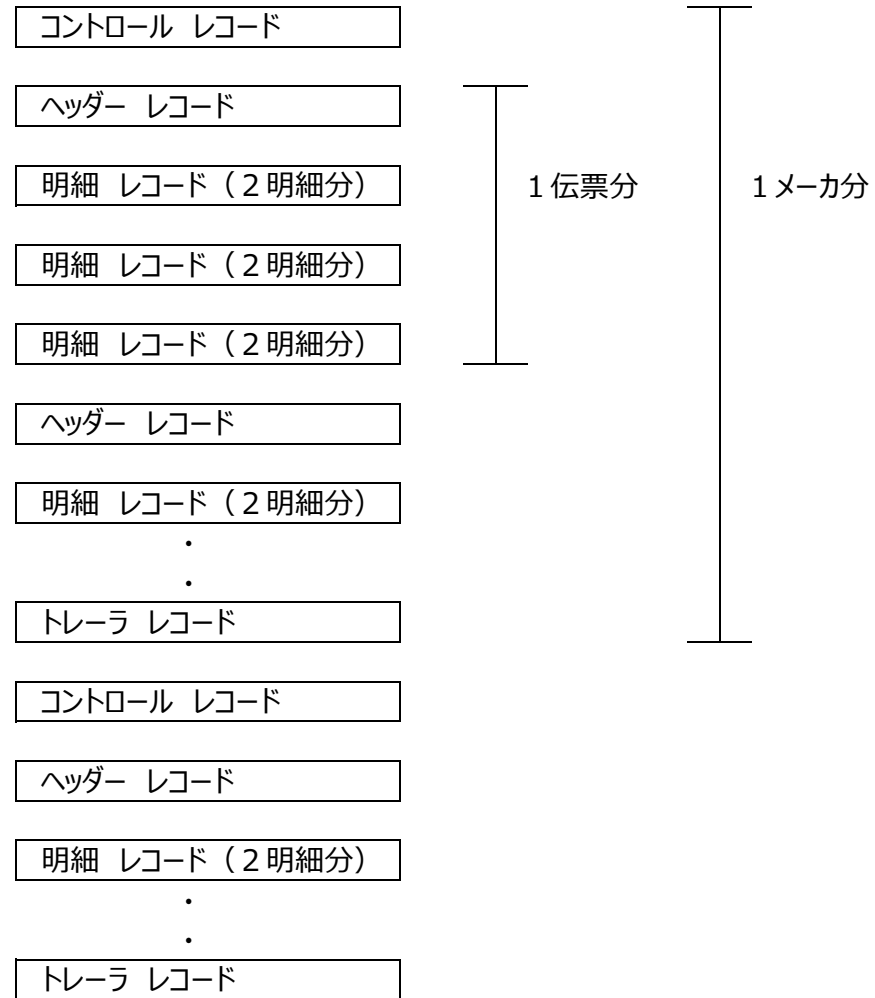 コントロール レコード
ヘッダー レコード
明細 レコード（２明細分）
1伝票分
1メーカ分
明細 レコード（２明細分）
明細 レコード（２明細分）
ヘッダー レコード
明細 レコード（２明細分）
・
・
トレーラ レコード
コントロール レコード
ヘッダー レコード
明細 レコード（２明細分）
・
・
トレーラ レコード